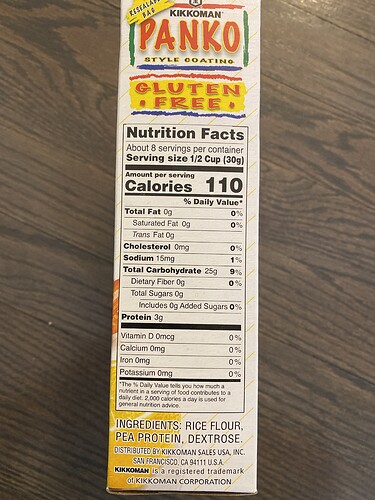 RESEALABLE
BAG
KIKKOMAN
PANKO
STYLE COATING
GLUTEN
• FREE •
Nutrition Facts
About 8 servings per container
Serving size 1/2 Cup (30g)
Amount per serving
Calories 110
% Daily Value*
Total Fat 0g 0%
Saturated Fat 0g 0%
Trans Fat 0g
Cholesterol 0mg 0%
Sodium 15mg 1%
Total Carbohydrate 25g 9%
Dietary Fiber 0g 0%
Total Sugars 0g
Includes 0g Added Sugars 0%
Protein 3g
Vitamin D 0mcg 0%
Calcium 0mg 0%
Iron 0mg 0%
Potassium 0mg 0%
*The % Daily Value tells you how much a
nutrient in a serving of food contributes to a
daily diet. 2,000 calories a day is used for
general nutrition advice.
INGREDIENTS: RICE FLOUR,
PEA PROTEIN, DEXTROSE.
DISTRIBUTED BY KIKKOMAN SALES USA, INC.
SAN FRANCISCO, CA 94111 U.S.A.
KIKKOMAN is a registered trademark
of KIKKOMAN CORPORATION